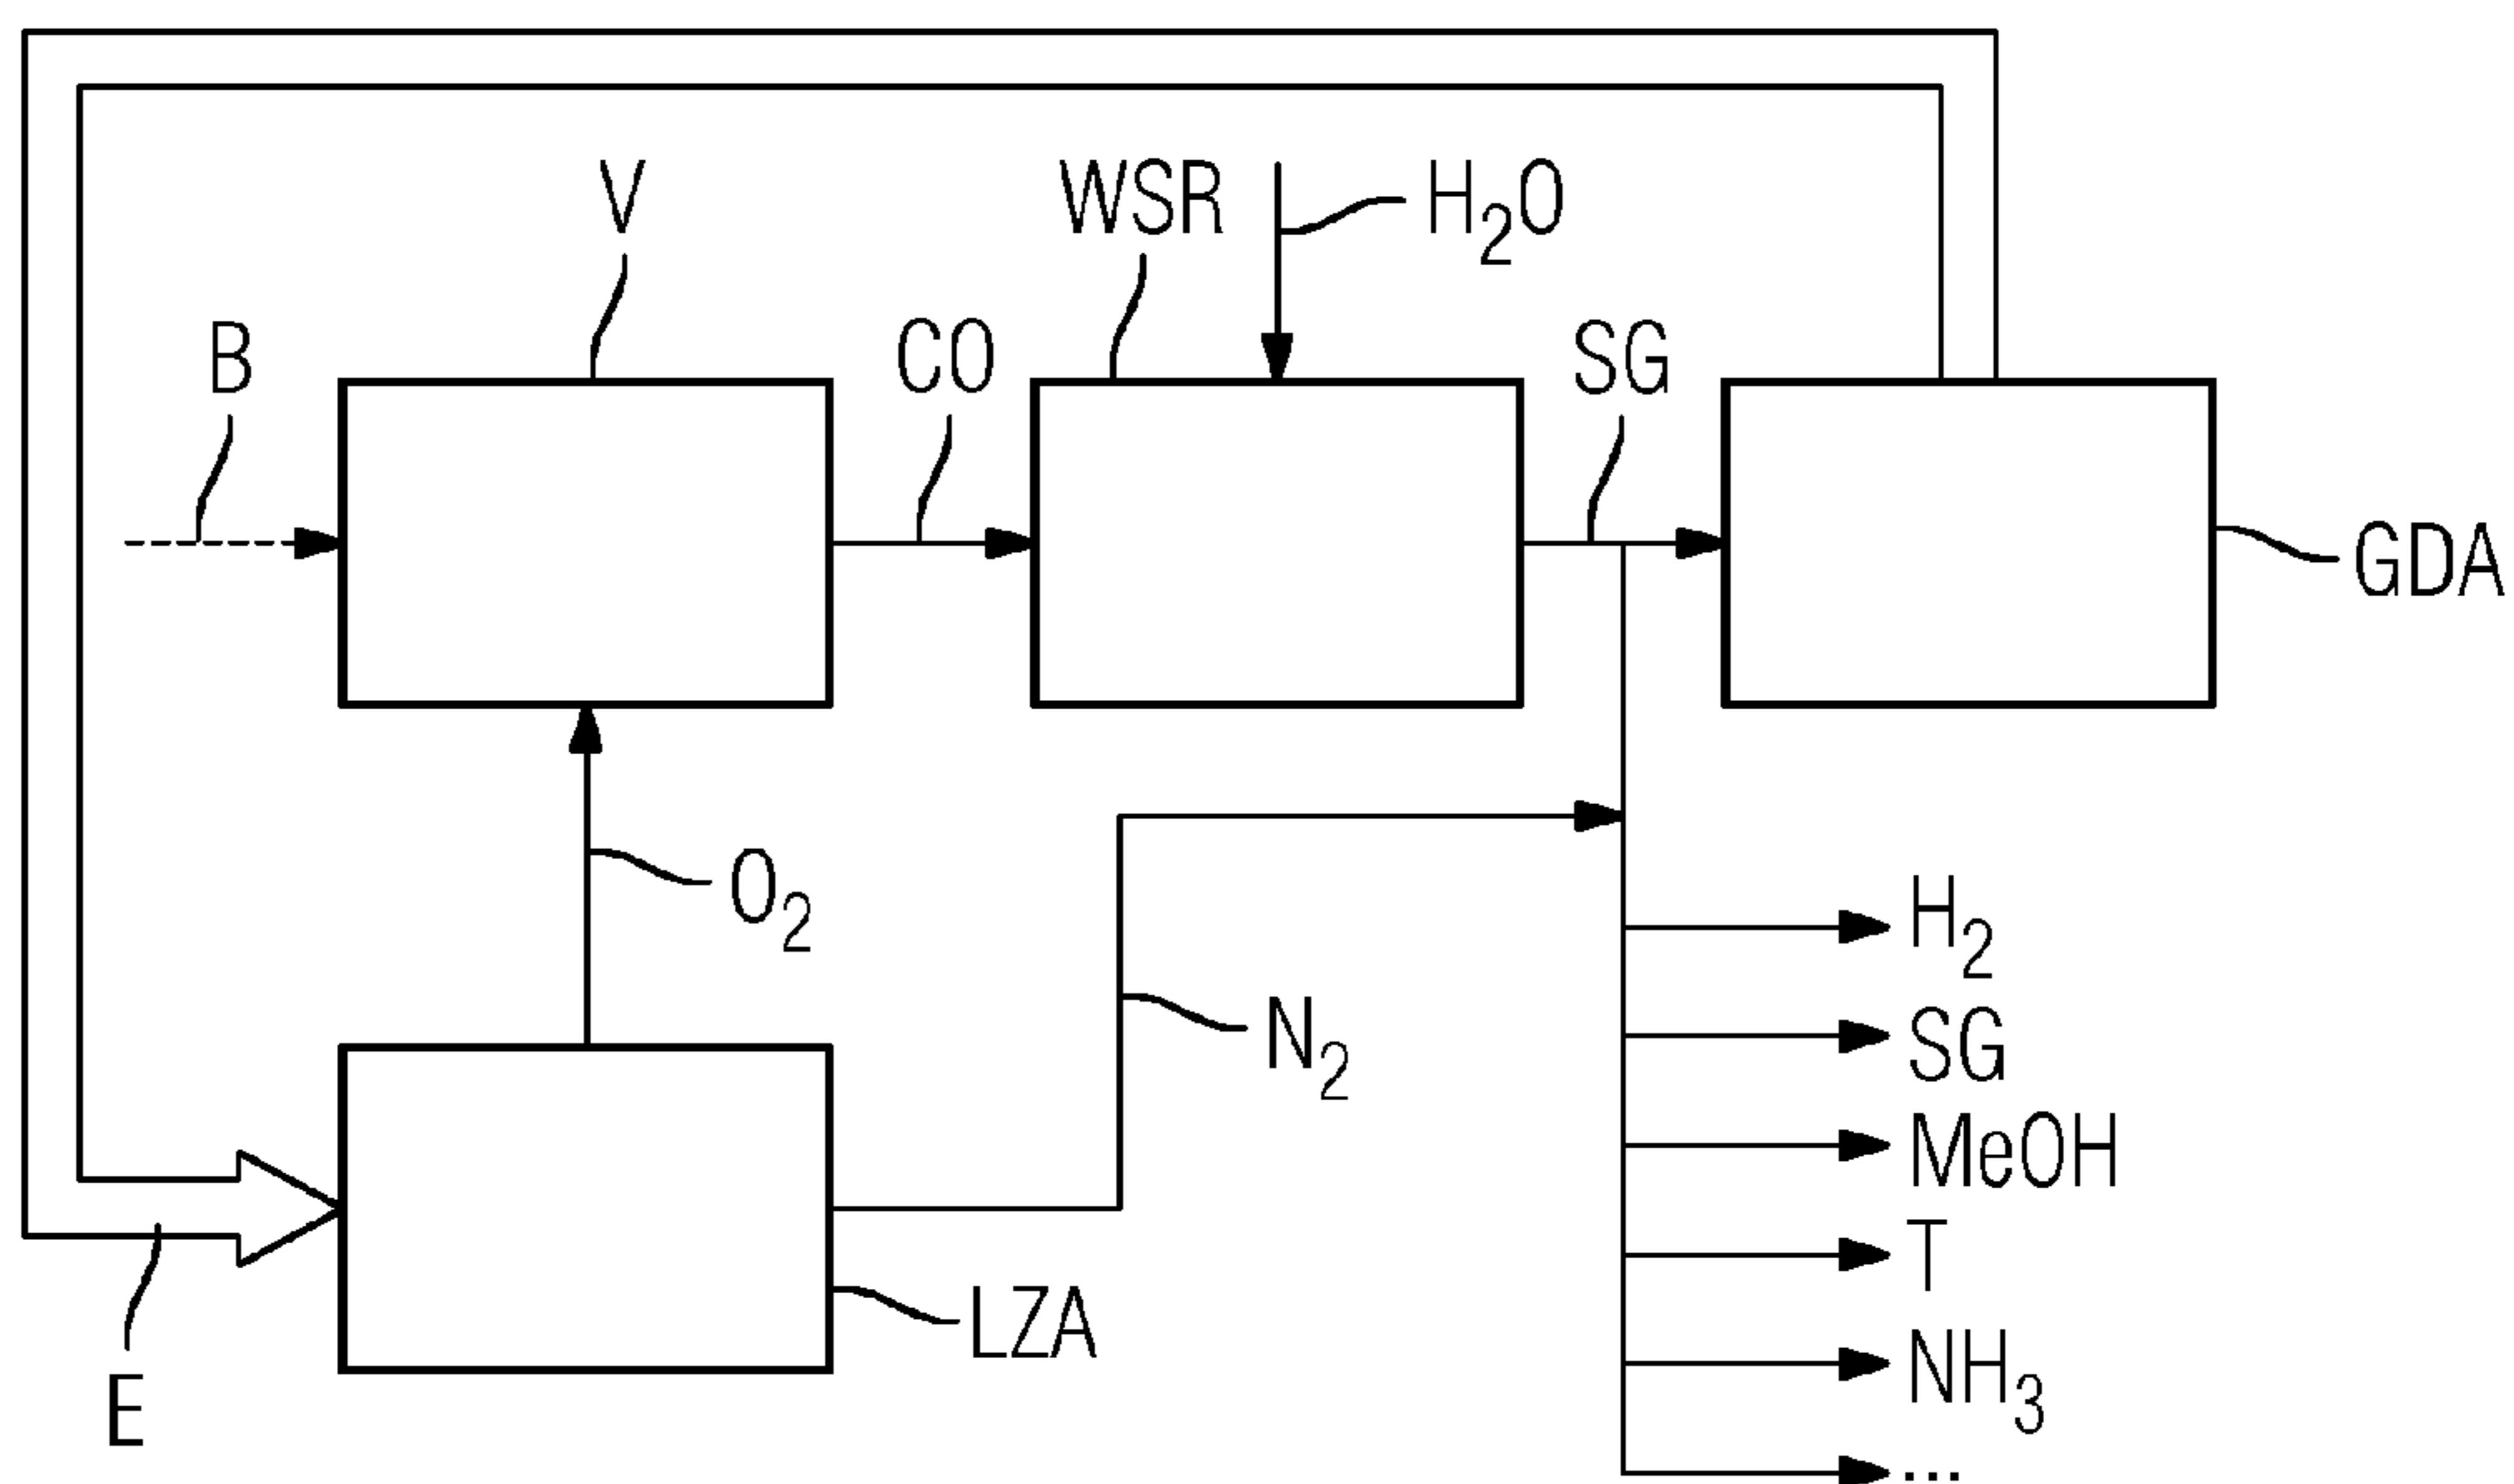 V
WSR
H₂O
B
CO
SG
GDA
O₂
H₂
N₂
SG
MeOH
T
LZA
NH₃
E
...